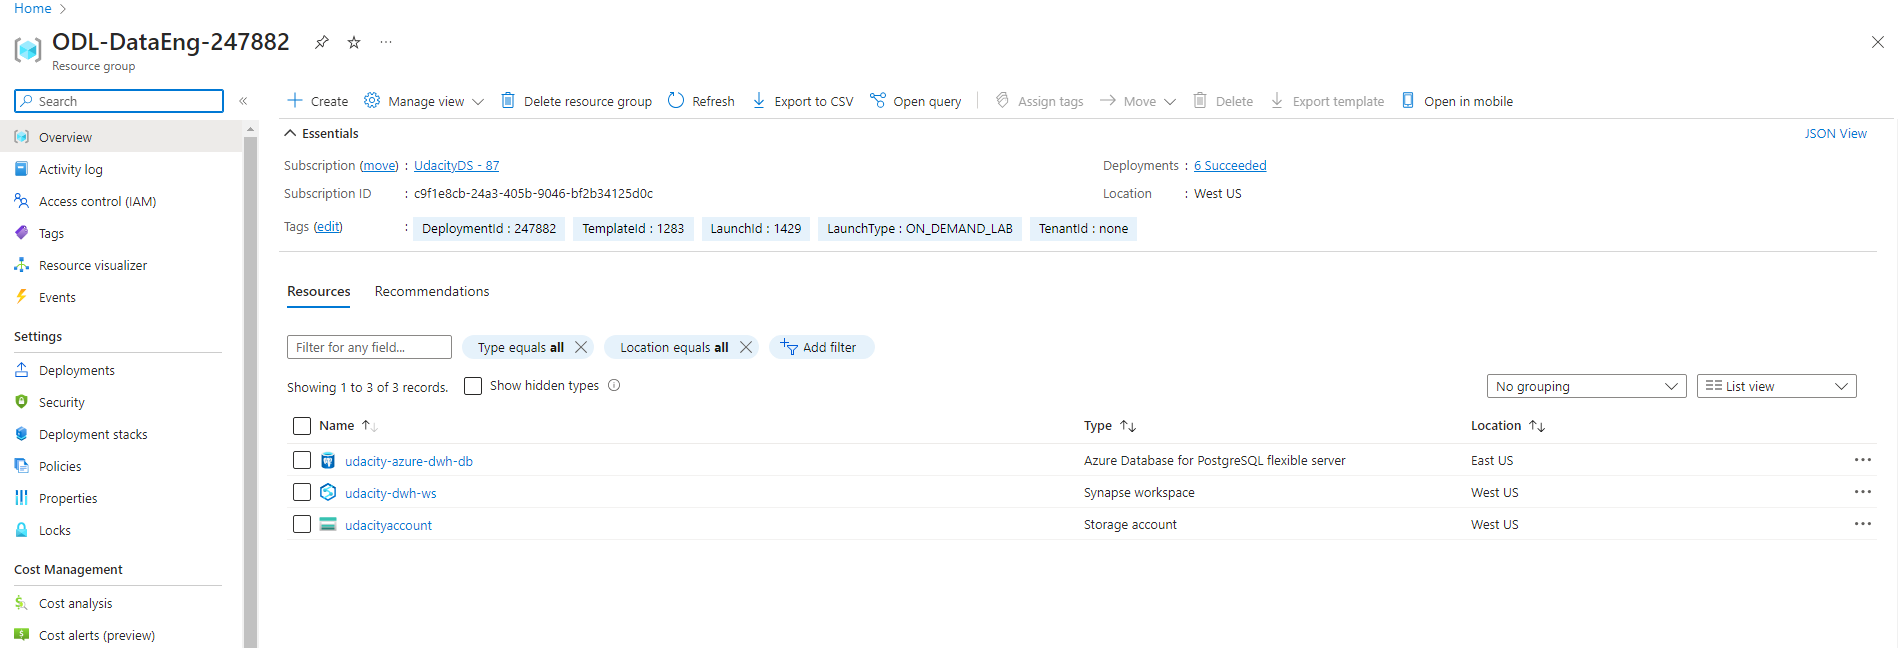 Home >
ODL-DataEng-247882
Resource group
Search
Create Manage view Delete resource group Refresh Export to CSV Open query Assign tags Move Delete Export template Open in mobile
Overview
Activity log
Access control (IAM)
Tags
Resource visualizer
Events
Settings
Deployments
Security
Deployment stacks
Policies
Properties
Locks
Cost Management
Cost analysis
Cost alerts (preview)
Essentials JSON View
Subscription (move) : UdacityDS - 87 Deployments : 6 Succeeded
Subscription ID : c9f1e8cb-24a3-405b-9046-bf2b34125d0c Location : West US
Tags (edit) : DeploymentId : 247882 TemplateId : 1283 LaunchId : 1429 LaunchType : ON_DEMAND_LAB TenantId : none
Resources Recommendations
Filter for any field... Type equals all Location equals all Add filter
Showing 1 to 3 of 3 records. Show hidden types No grouping List view
Name Type Location
udacity-azure-dwh-db Azure Database for PostgreSQL flexible server East US
udacity-dwh-ws Synapse workspace West US
udacityaccount Storage account West US